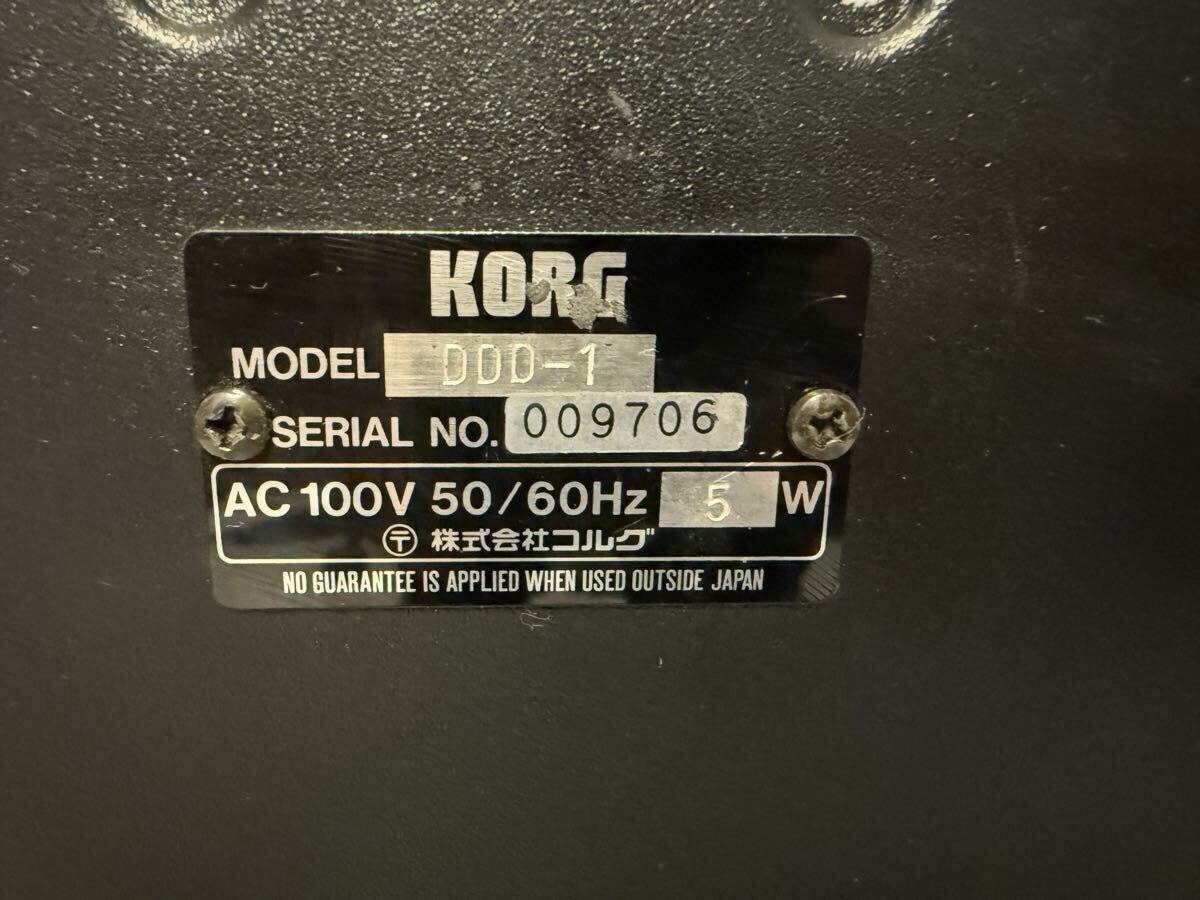 KORG
MODEL DDD-1
SERIAL NO. 009706
AC 100V 50/60Hz 5 W
〒 株式会社コルグ
NO GUARANTEE IS APPLIED WHEN USED OUTSIDE JAPAN